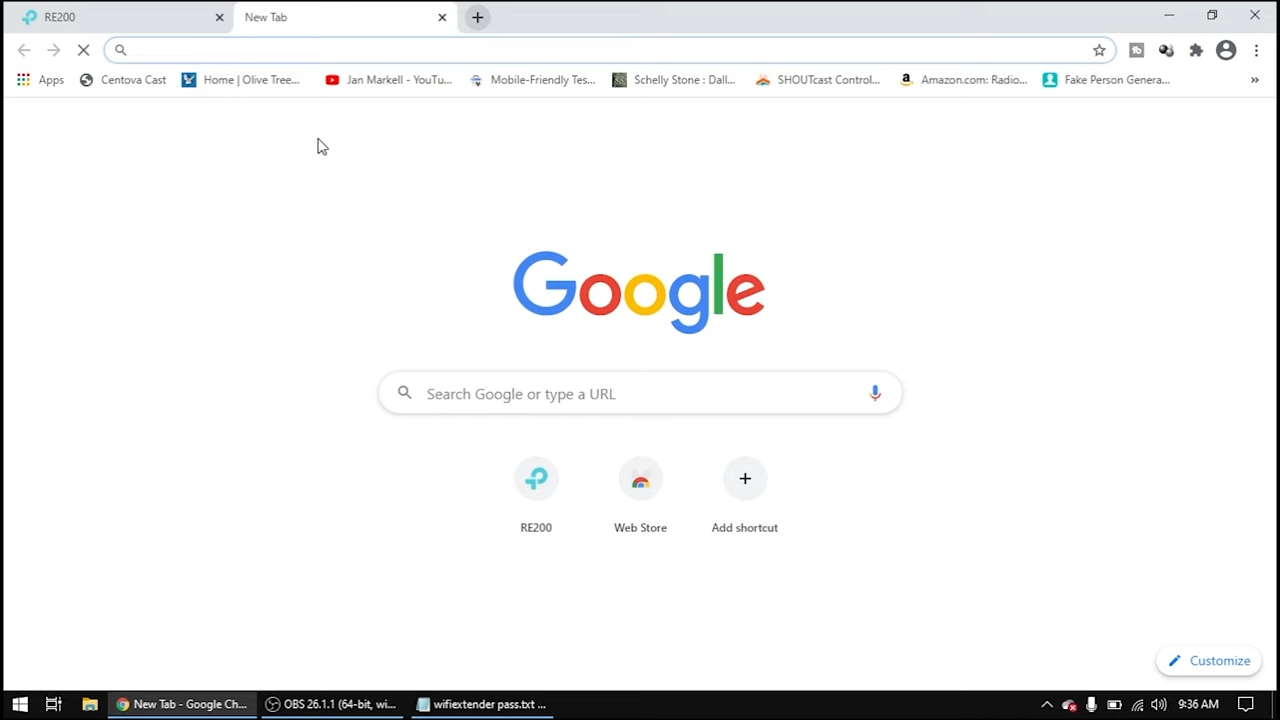 RE200
New Tab
Apps
Centova Cast
Home | Olive Tree...
Jan Markell - YouTu...
Mobile-Friendly Tes...
Schelly Stone : Dall...
SHOUTcast Control...
Amazon.com: Radio...
Fake Person Genera...
»
Google
Search Google or type a URL
RE200
Web Store
Add shortcut
Customize
New Tab - Google Ch...
OBS 26.1.1 (64-bit, wi...
wifiextender pass.txt ...
9:36 AM